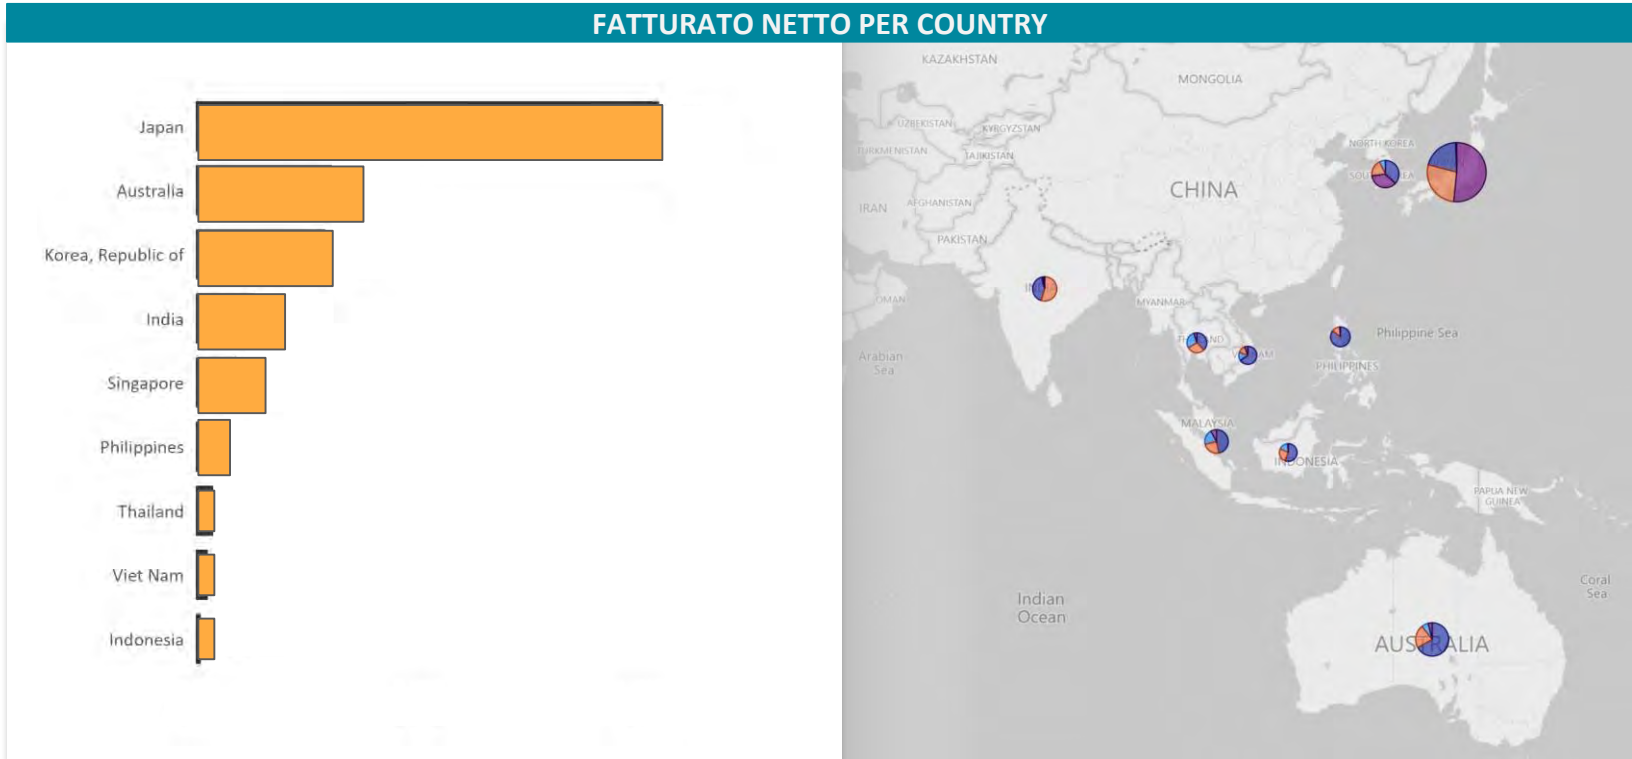 FATTURATO NETTO PER COUNTRY
Japan
Australia
Korea, Republic of
India
Singapore
Philippines
Thailand
Viet Nam
Indonesia
KAZAKHSTAN
MONGOLIA
UZBEKISTAN
KYRGYZSTAN
NORTH KOREA
TURKMENISTAN
TAJIKISTAN
CHINA
IRAN
AFGHANISTAN
PAKISTAN
OMAN
MYANMAR
Philippine Sea
Arabian
Sea
PHILIPPINES
MALAYSIA
INDONESIA
PAPUA NEW
GUINEA
Coral
Sea
Indian
Ocean
AUSTRALIA